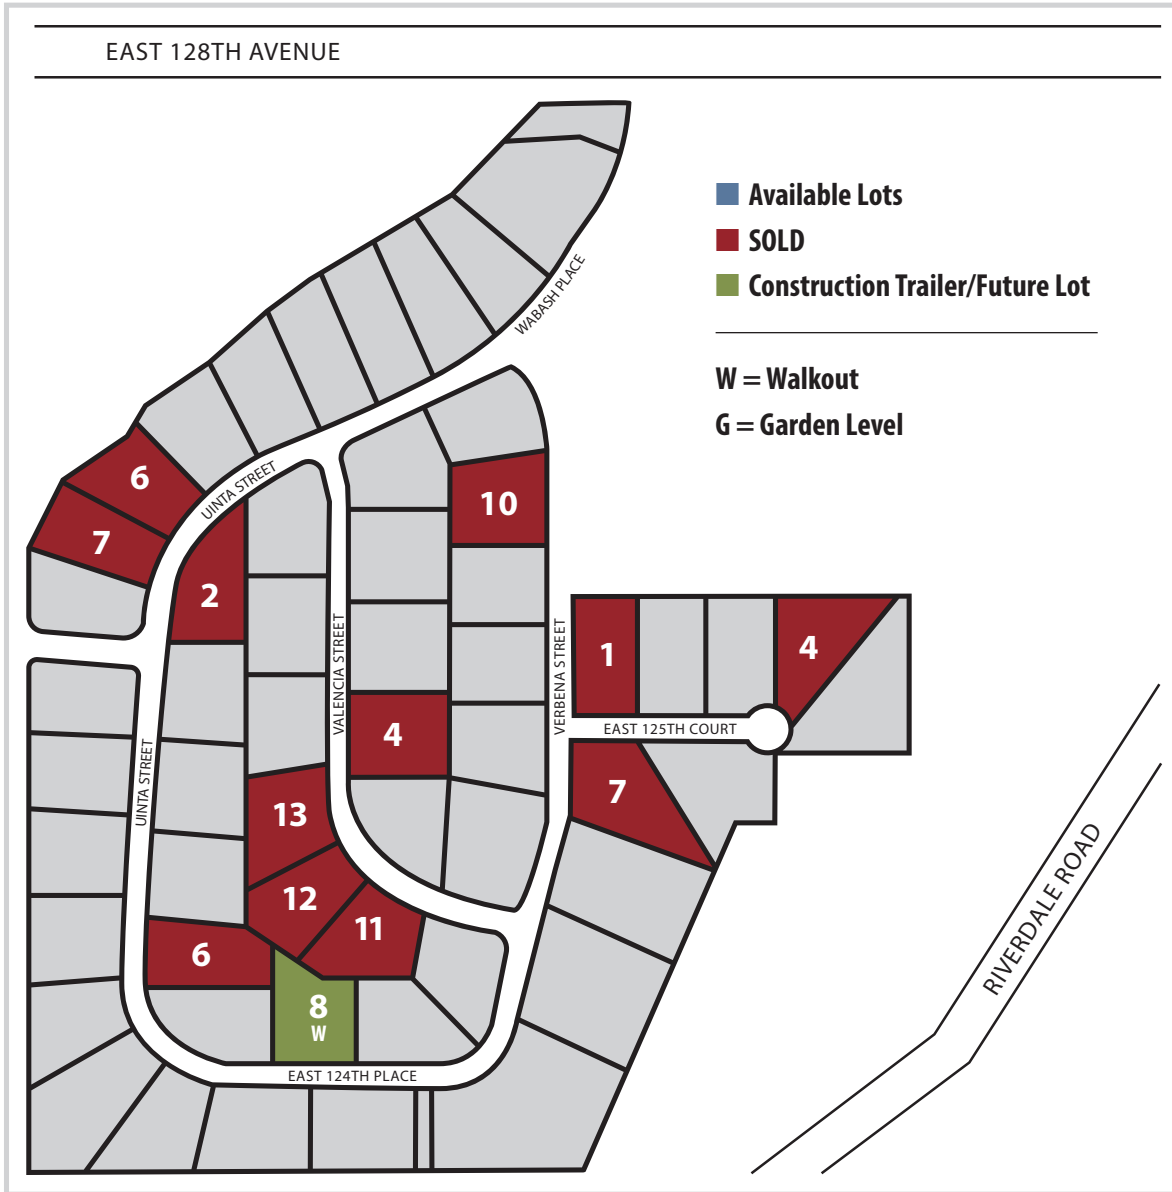 EAST 128TH AVENUE
Available Lots
SOLD
Construction Trailer/Future Lot
W = Walkout
G = Garden Level
WABASH PLACE
UINTA STREET
6
7
2
10
VALENCIA STREET
VERBENA STREET
1
4
EAST 125TH COURT
4
7
UINTA STREET
13
12
11
6
8
W
EAST 124TH PLACE
RIVERDALE ROAD